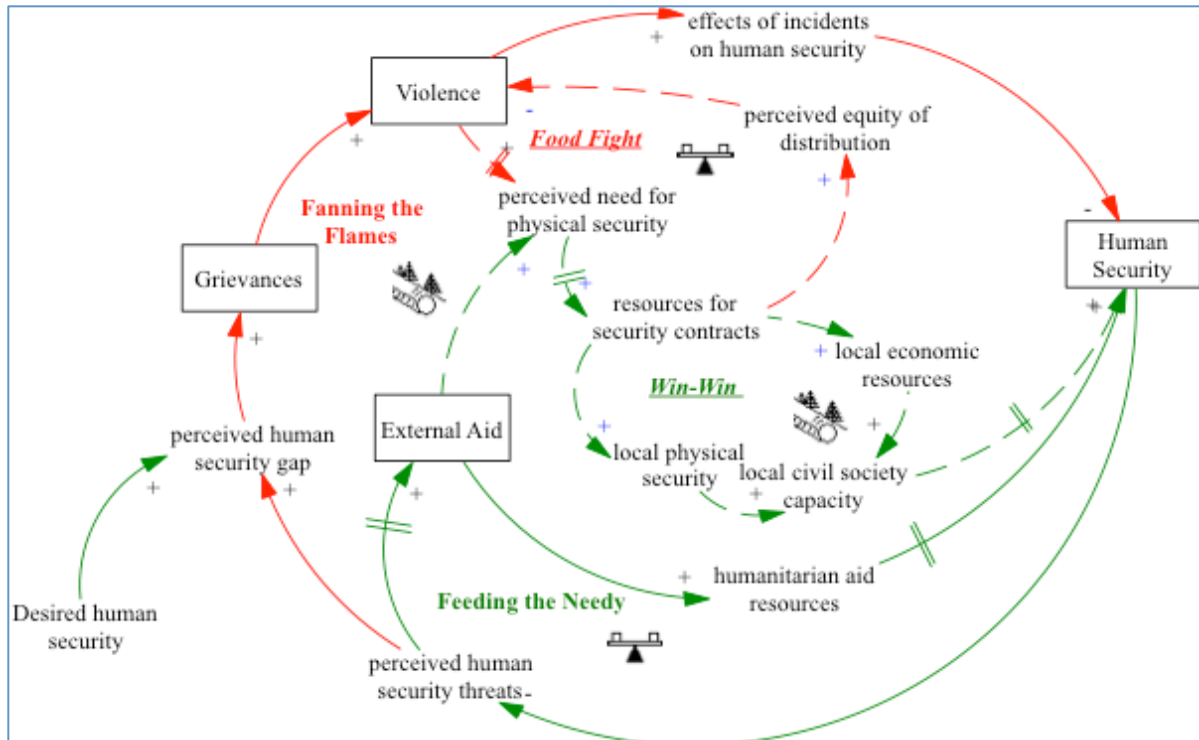 effects of incidents
on human security
+
Violence
-
perceived equity of
distribution
+
Food Fight
+
+
perceived need for
physical security
-
Fanning the
Flames
Human
Security
Grievances
+
+
resources for
security contracts
+
+
+
local economic
resources
Win-Win
perceived human
security gap
External Aid
+
+
local physical
security
local civil society
capacity
+
+
+
+
humanitarian aid
resources
+
Feeding the Needy
Desired human
security
perceived human
security threats
-